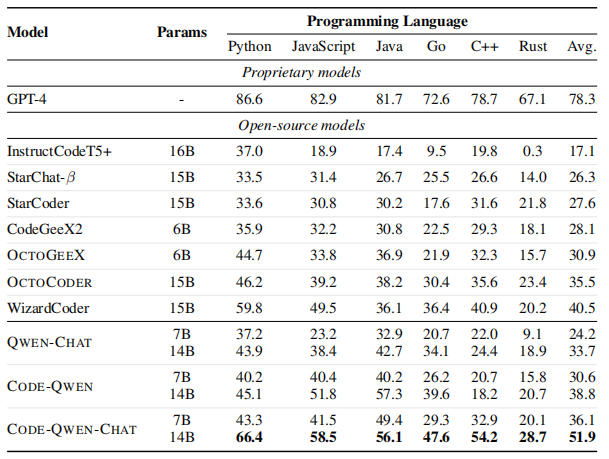 Model Params Programming Language
Python JavaScript Java Go C++ Rust Avg.
Proprietary models
GPT-4 - 86.6 82.9 81.7 72.6 78.7 67.1 78.3
Open-source models
InstructCodeT5+ 16B 37.0 18.9 17.4 9.5 19.8 0.3 17.1
StarChat-β 15B 33.5 31.4 26.7 25.5 26.6 14.0 26.3
StarCoder 15B 33.6 30.8 30.2 17.6 31.6 21.8 27.6
CodeGeeX2 6B 35.9 32.2 30.8 22.5 29.3 18.1 28.1
OCTOGEEX 6B 44.7 33.8 36.9 21.9 32.3 15.7 30.9
OCTOCODER 15B 46.2 39.2 38.2 30.4 35.6 23.4 35.5
WizardCoder 15B 59.8 49.5 36.1 36.4 40.9 20.2 40.5
QWEN-CHAT 7B 37.2 23.2 32.9 20.7 22.0 9.1 24.2
14B 43.9 38.4 42.7 34.1 24.4 18.9 33.7
CODE-QWEN 7B 40.2 40.4 40.2 26.2 20.7 15.8 30.6
14B 45.1 51.8 57.3 39.6 18.2 20.7 38.8
CODE-QWEN-CHAT 7B 43.3 41.5 49.4 29.3 32.9 20.1 36.1
14B 66.4 58.5 56.1 47.6 54.2 28.7 51.9